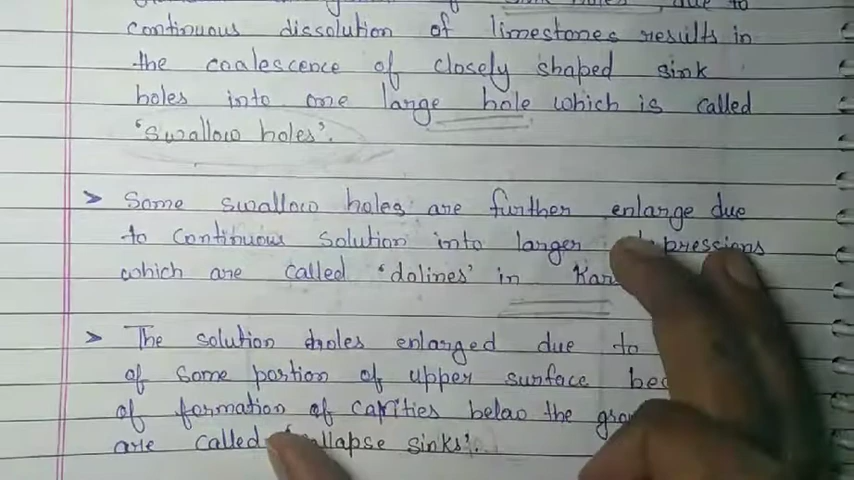 due to
continuous dissolution of limestones results in
the coalescence of closely shaped sink
holes into one large hole which is called
'swallow holes'.
➤ Some swallow holes are further enlarge due
to continuous solution into larger depressions
which are called 'dolines' in
➤ The solution holes enlarged due to
of some portion of upper surface
of formation of cavities below the
are called 'collapse sinks'.